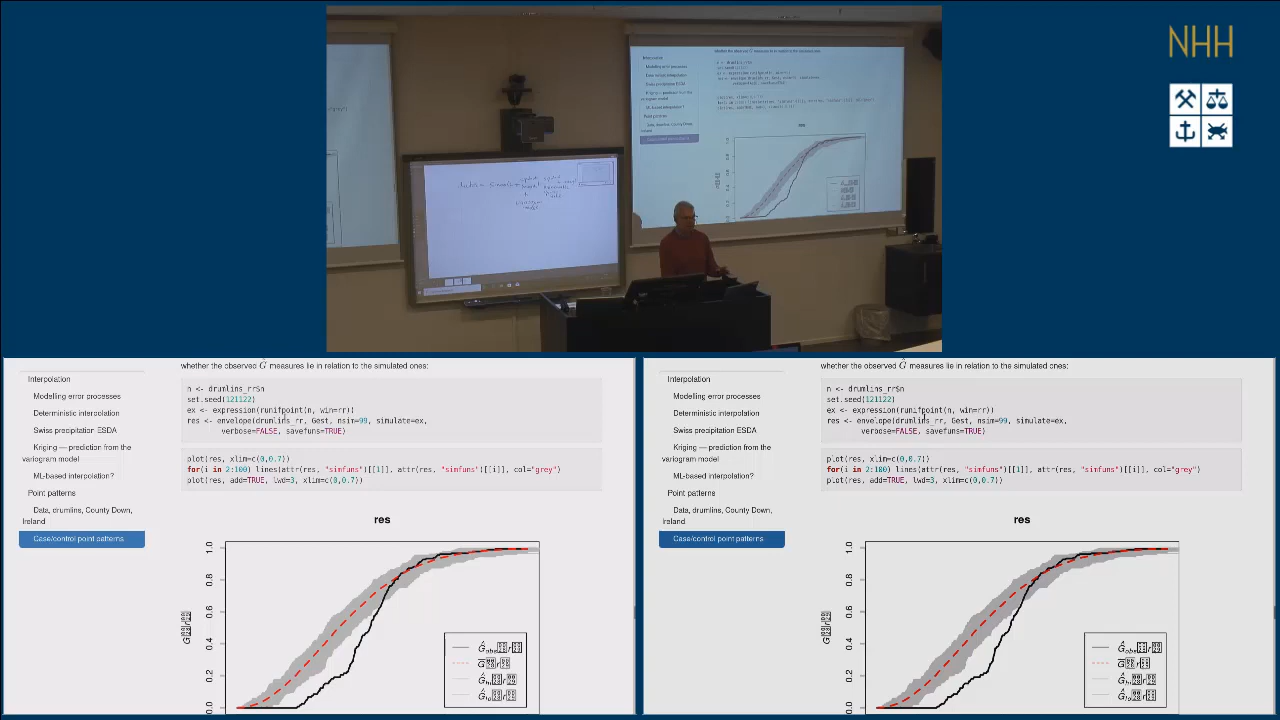 NHH
whether the observed Ĝ measures lie in relation to the simulated ones:
Interpolation
Modelling error processes
Deterministic interpolation
Swiss precipitation ESDA
Kriging — prediction from the
variogram model
ML-based interpolation?
Point patterns
Data, drumlins, County Down,
Ireland
Case/control point patterns
n <- drumlins_rr$n
set.seed(121122)
ex <- expression(runifpoint(n, win=rr))
res <- envelope(drumlins_rr, Gest, nsim=99, simulate=ex,
verbose=FALSE, savefuns=TRUE)
plot(res, xlim=c(0,0.7))
for(i in 2:100) lines(attr(res, "simfuns")[[1]], attr(res, "simfuns")[[i]], col="grey")
plot(res, add=TRUE, lwd=3, xlim=c(0,0.7))
res
1.0
0.8
0.6
0.4
0.2
0.0
whether the observed Ĝ measures lie in relation to the simulated ones:
Interpolation
Modelling error processes
Deterministic interpolation
Swiss precipitation ESDA
Kriging — prediction from the
variogram model
ML-based interpolation?
Point patterns
Data, drumlins, County Down,
Ireland
Case/control point patterns
n <- drumlins_rr$n
set.seed(121122)
ex <- expression(runifpoint(n, win=rr))
res <- envelope(drumlins_rr, Gest, nsim=99, simulate=ex,
verbose=FALSE, savefuns=TRUE)
plot(res, xlim=c(0,0.7))
for(i in 2:100) lines(attr(res, "simfuns")[[1]], attr(res, "simfuns")[[i]], col="grey")
plot(res, add=TRUE, lwd=3, xlim=c(0,0.7))
res
1.0
0.8
0.6
0.4
0.2
0.0